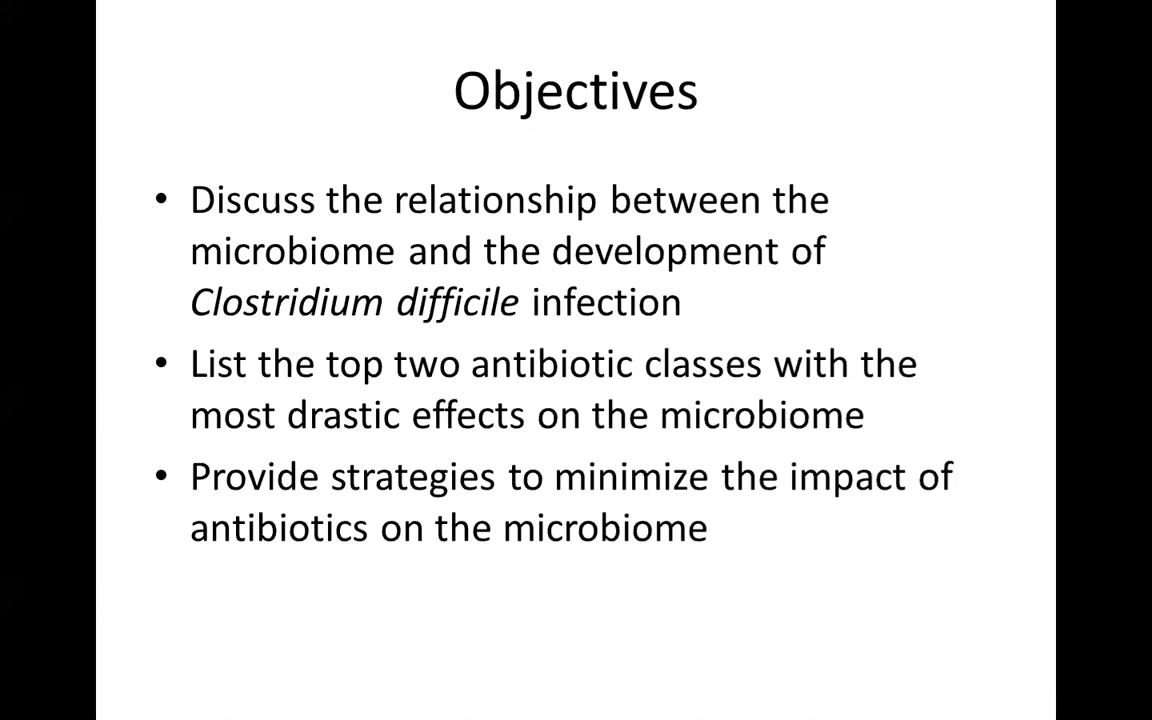 Objectives
• Discuss the relationship between the
microbiome and the development of
Clostridium difficile infection
• List the top two antibiotic classes with the
most drastic effects on the microbiome
• Provide strategies to minimize the impact of
antibiotics on the microbiome